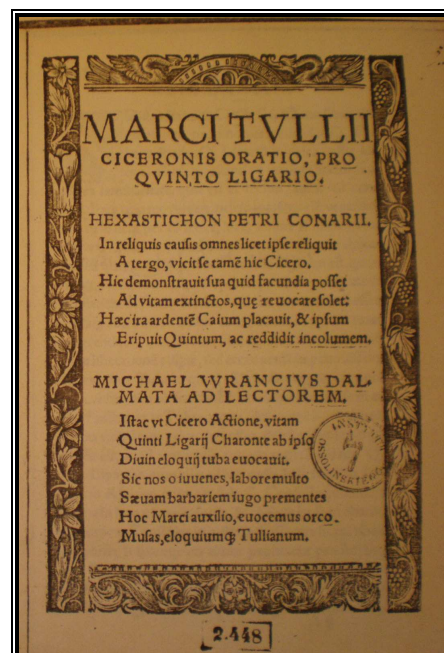 MARCI TVLLII
CICERONIS ORATIO, PRO
QVINTO LIGARIO.
HEXASTICHON PETRI CONARII.
In reliquis causis omnes licet ipse reliquit
A tergo, vicit se tamē hic Cicero.
Hic demonstrauit sua quid facundia posset
Ad vitam extinctos, quę reuocare solet:
Hæc ira ardentē Caium placauit, & ipsum
Eripuit Quintum, ac reddidit incolumem.
MICHAEL VVRANCIVS DAL-
MATA AD LECTOREM.
Istac vt Cicero Actione, vitam
Quinti Ligarij Charonte ab ipso
Diuin eloquij tuba euocauit.
Sic nos o iuuenes, labore multo
Sæuam barbariem iugo prementes
Hoc Marci auxilio, euocemus orco.
Musas, eloquiumq; Tullianum.
2.448